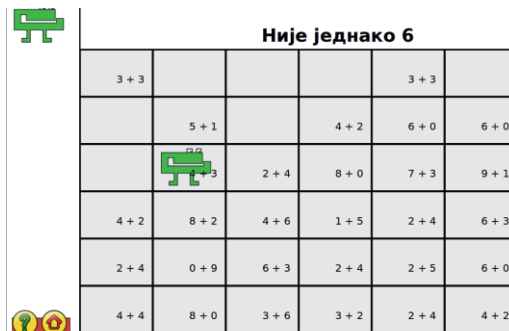 Није једнако 6
3 + 3 3 + 3
5 + 1 4 + 2 6 + 0 6 + 0
4 + 3 2 + 4 8 + 0 7 + 3 9 + 1
4 + 2 8 + 2 4 + 6 1 + 5 2 + 4 6 + 3
2 + 4 0 + 9 6 + 3 2 + 4 2 + 5 6 + 0
4 + 4 8 + 0 3 + 6 3 + 2 2 + 4 4 + 2
?